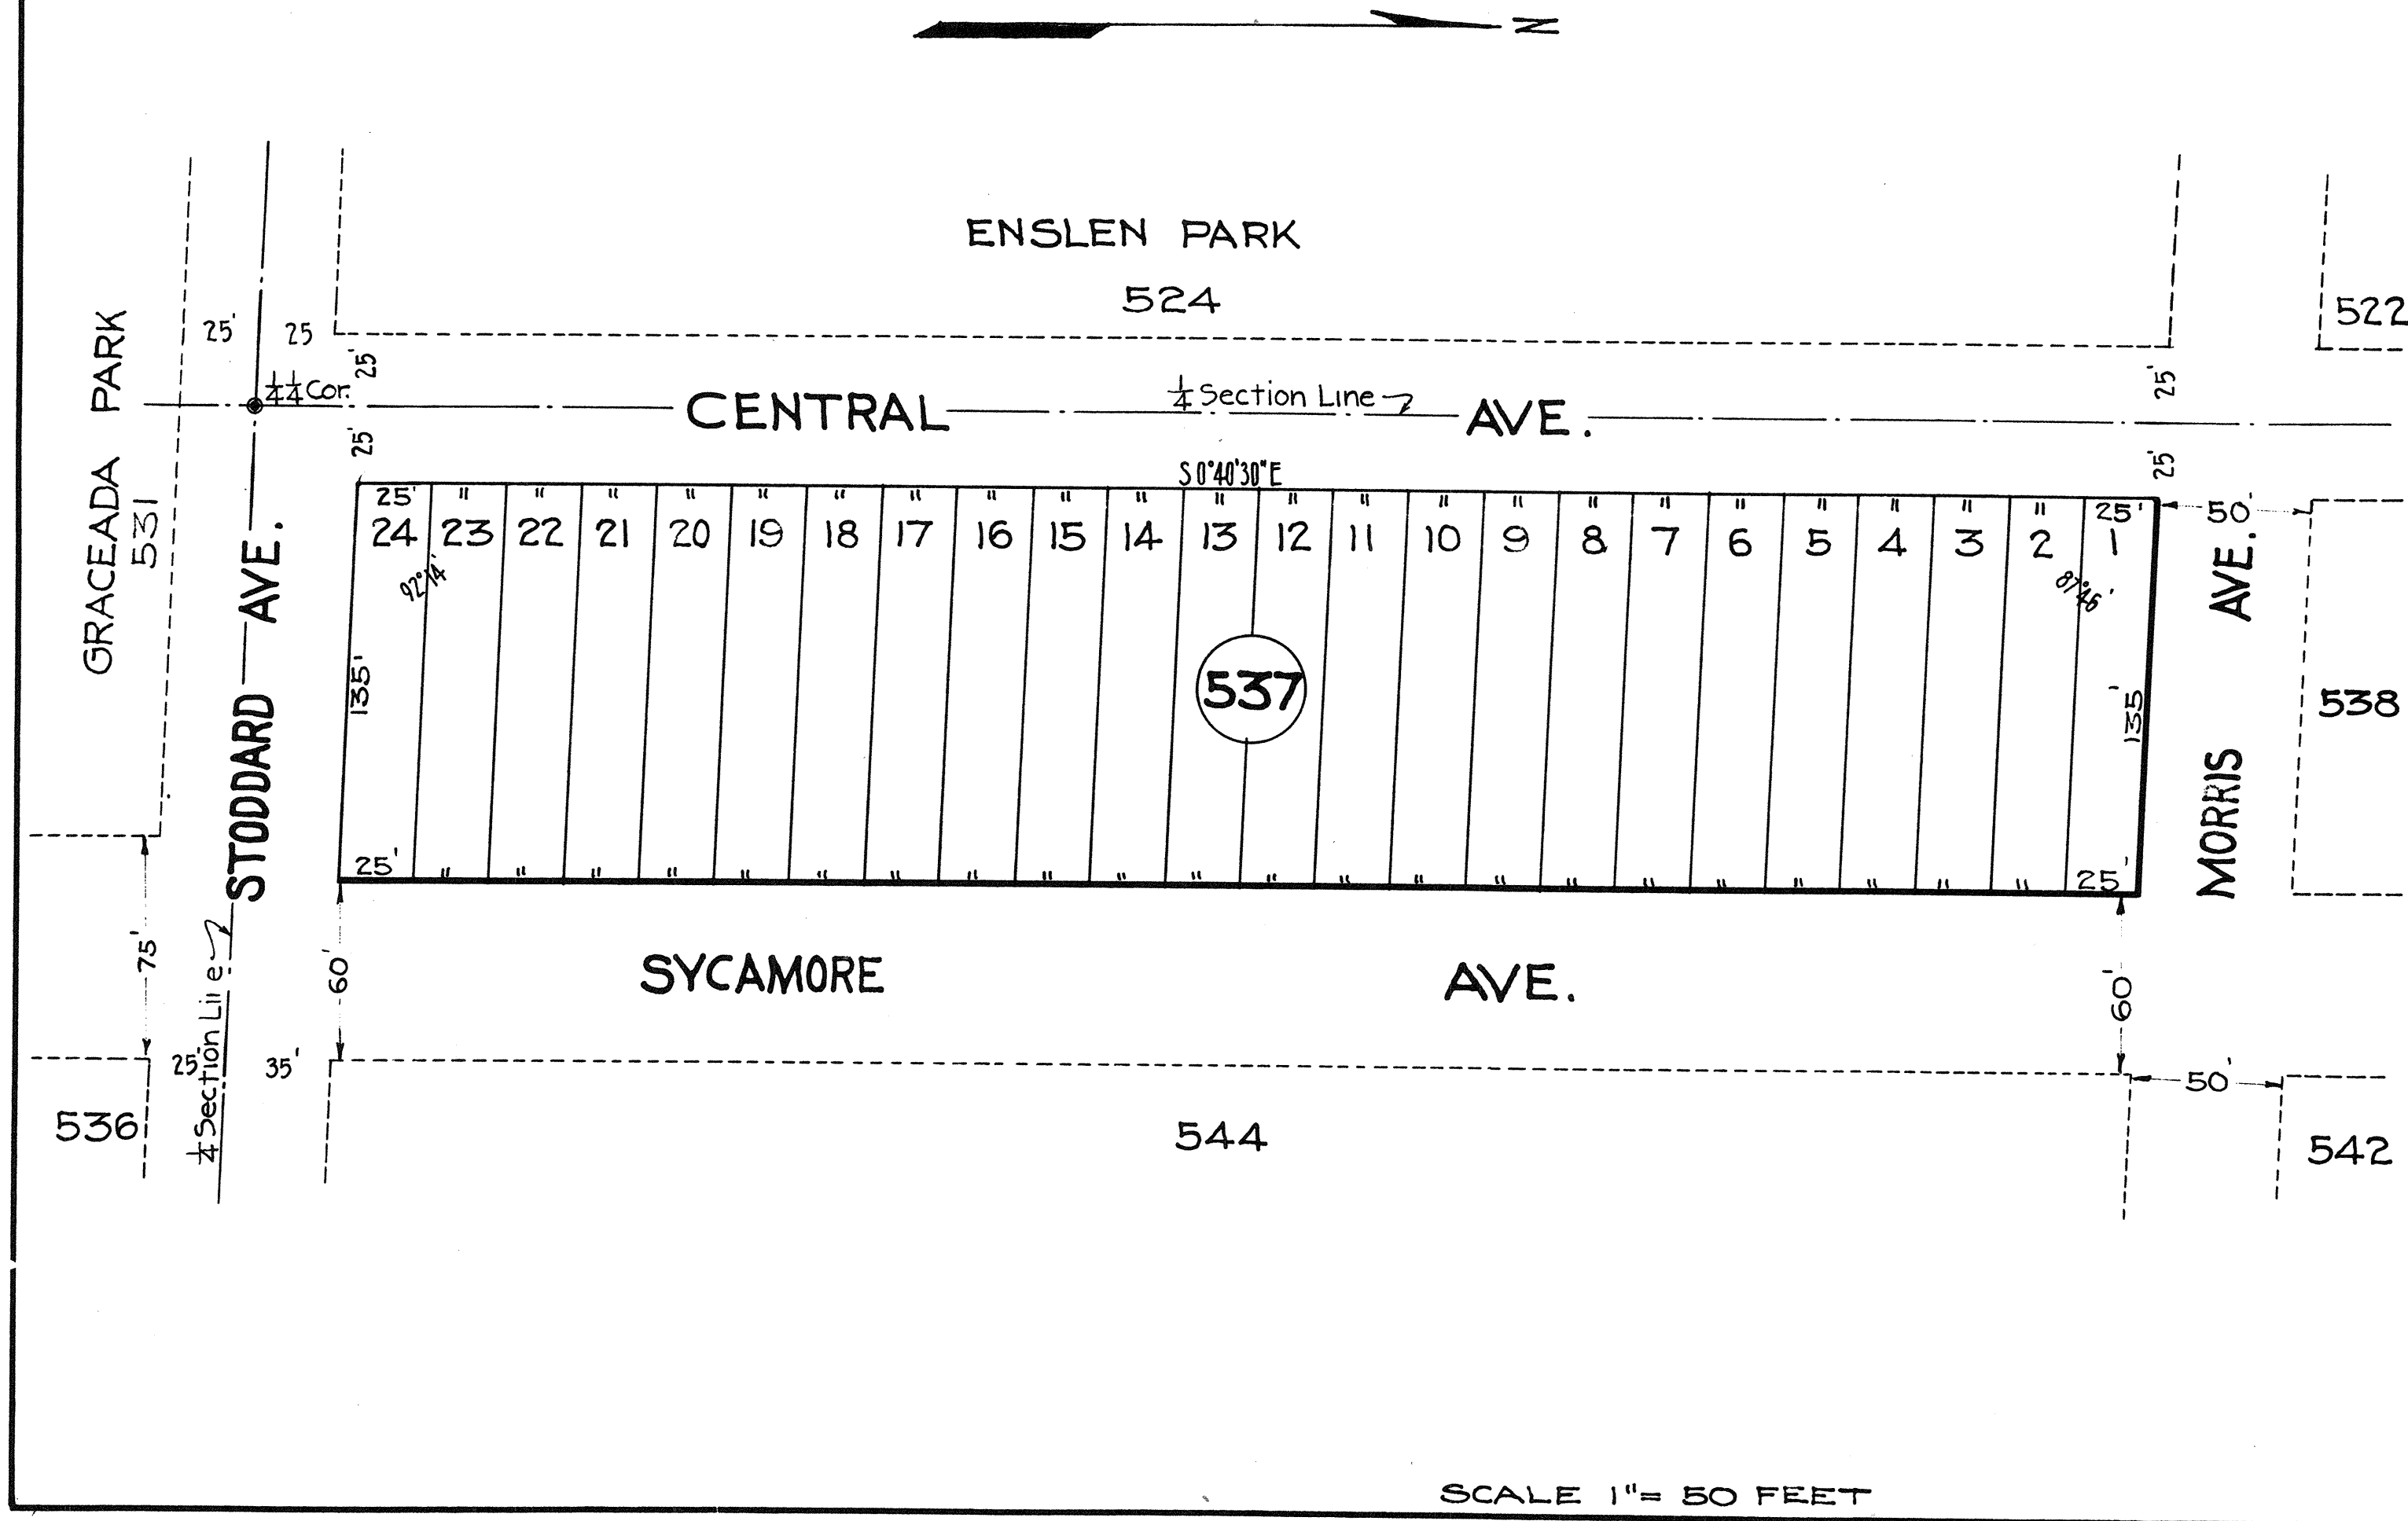 N
ENSLEN PARK
524
522
GRACEADA PARK
531
25' 25
1/4 1/4 Cor.
25'
25'
CENTRAL AVE.
1/4 Section Line
25'
25'
S 0°40'30" E
25' " " " " " " " " " " " " " " " " " " " " " " 25'
24 23 22 21 20 19 18 17 16 15 14 13 12 11 10 9 8 7 6 5 4 3 2 1
92°14'
87°46'
50'
STODDARD AVE.
135'
537
135'
MORRIS AVE.
538
25' " " " " " " " " " " " " " " " " " " " " " " 25'
75'
1/4 Section Lii e
60'
SYCAMORE AVE.
60'
25' 35'
50'
536
544
542
SCALE 1"= 50 FEET